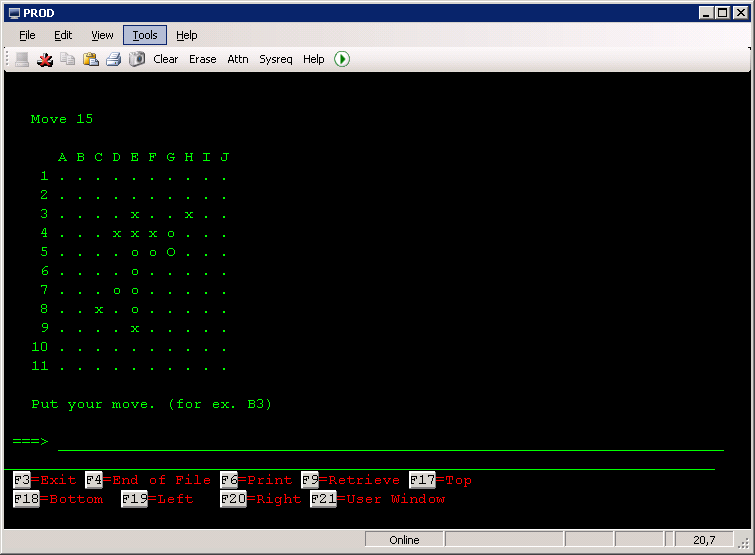 PROD
File Edit View Tools Help
Clear Erase Attn Sysreq Help
Move 15
A B C D E F G H I J
1 . . . . . . . . . .
2 . . . . . . . . . .
3 . . . . x . . x . .
4 . . . x x x o . . .
5 . . . . o o O . . .
6 . . . . o . . . . .
7 . . . o o . . . . .
8 . . x . o . . . . .
9 . . . . x . . . . .
10 . . . . . . . . . .
11 . . . . . . . . . .
Put your move. (for ex. B3)
===>
F3=Exit F4=End of File F6=Print F9=Retrieve F17=Top
F18=Bottom F19=Left F20=Right F21=User Window
Online 20,7